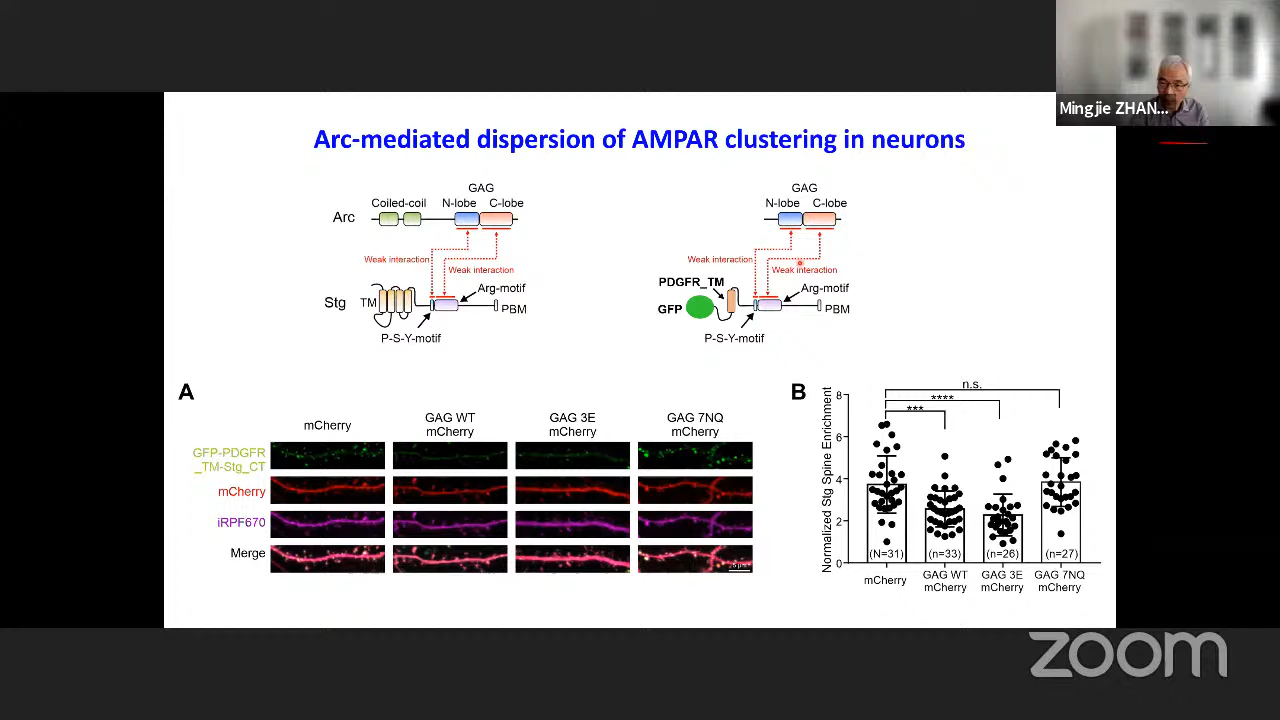 Mingjie ZHAN...
Arc-mediated dispersion of AMPAR clustering in neurons
GAG
Coiled-coil N-lobe C-lobe
Arc
Weak interaction
Weak interaction
Arg-motif
Stg TM
PBM
P-S-Y-motif
GAG
N-lobe C-lobe
Weak interaction
Weak interaction
PDGFR_TM
Arg-motif
GFP
PBM
P-S-Y-motif
A
mCherry
GAG WT
mCherry
GAG 3E
mCherry
GAG 7NQ
mCherry
GFP-PDGFR
_TM-Stg_CT
mCherry
iRPF670
Merge
B
Normalized Stg Spine Enrichment
8
6
4
2
0
n.s.
****
***
(N=31) (n=33) (n=26) (n=27)
mCherry
GAG WT
mCherry
GAG 3E
mCherry
GAG 7NQ
mCherry
zoom